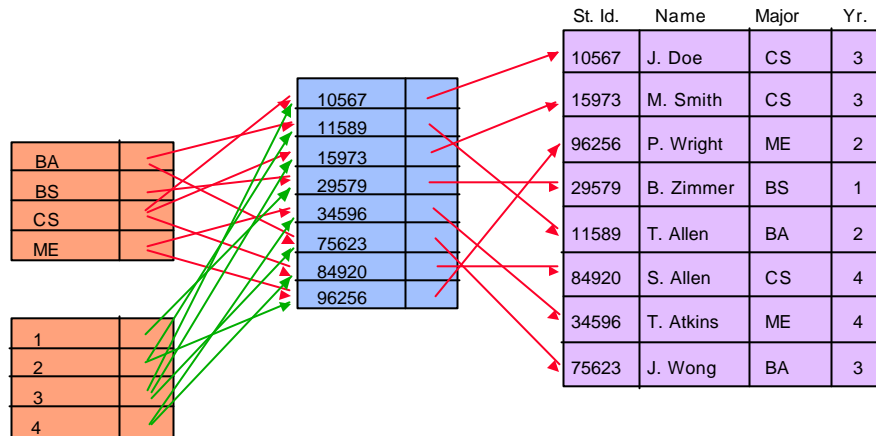 St. Id. Name Major Yr.
10567 J. Doe CS 3
15973 M. Smith CS 3
96256 P. Wright ME 2
29579 B. Zimmer BS 1
11589 T. Allen BA 2
84920 S. Allen CS 4
34596 T. Atkins ME 4
75623 J. Wong BA 3
10567
11589
15973
29579
34596
75623
84920
96256
BA
BS
CS
ME
1
2
3
4